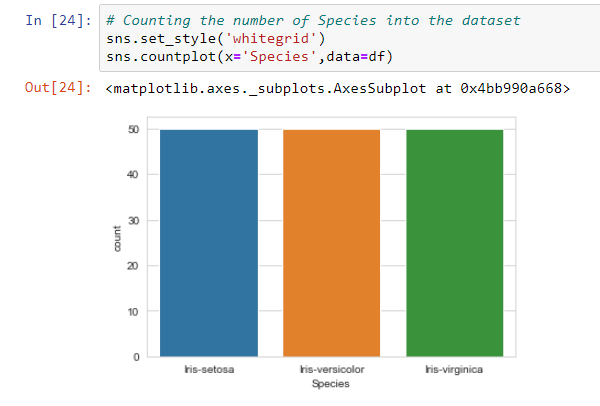 In [24]: # Counting the number of Species into the dataset
sns.set_style('whitegrid')
sns.countplot(x='Species',data=df)
Out[24]: <matplotlib.axes._subplots.AxesSubplot at 0x4bb990a668>
50
40
30
20
10
0
count
Iris-setosa Iris-versicolor Iris-virginica
Species